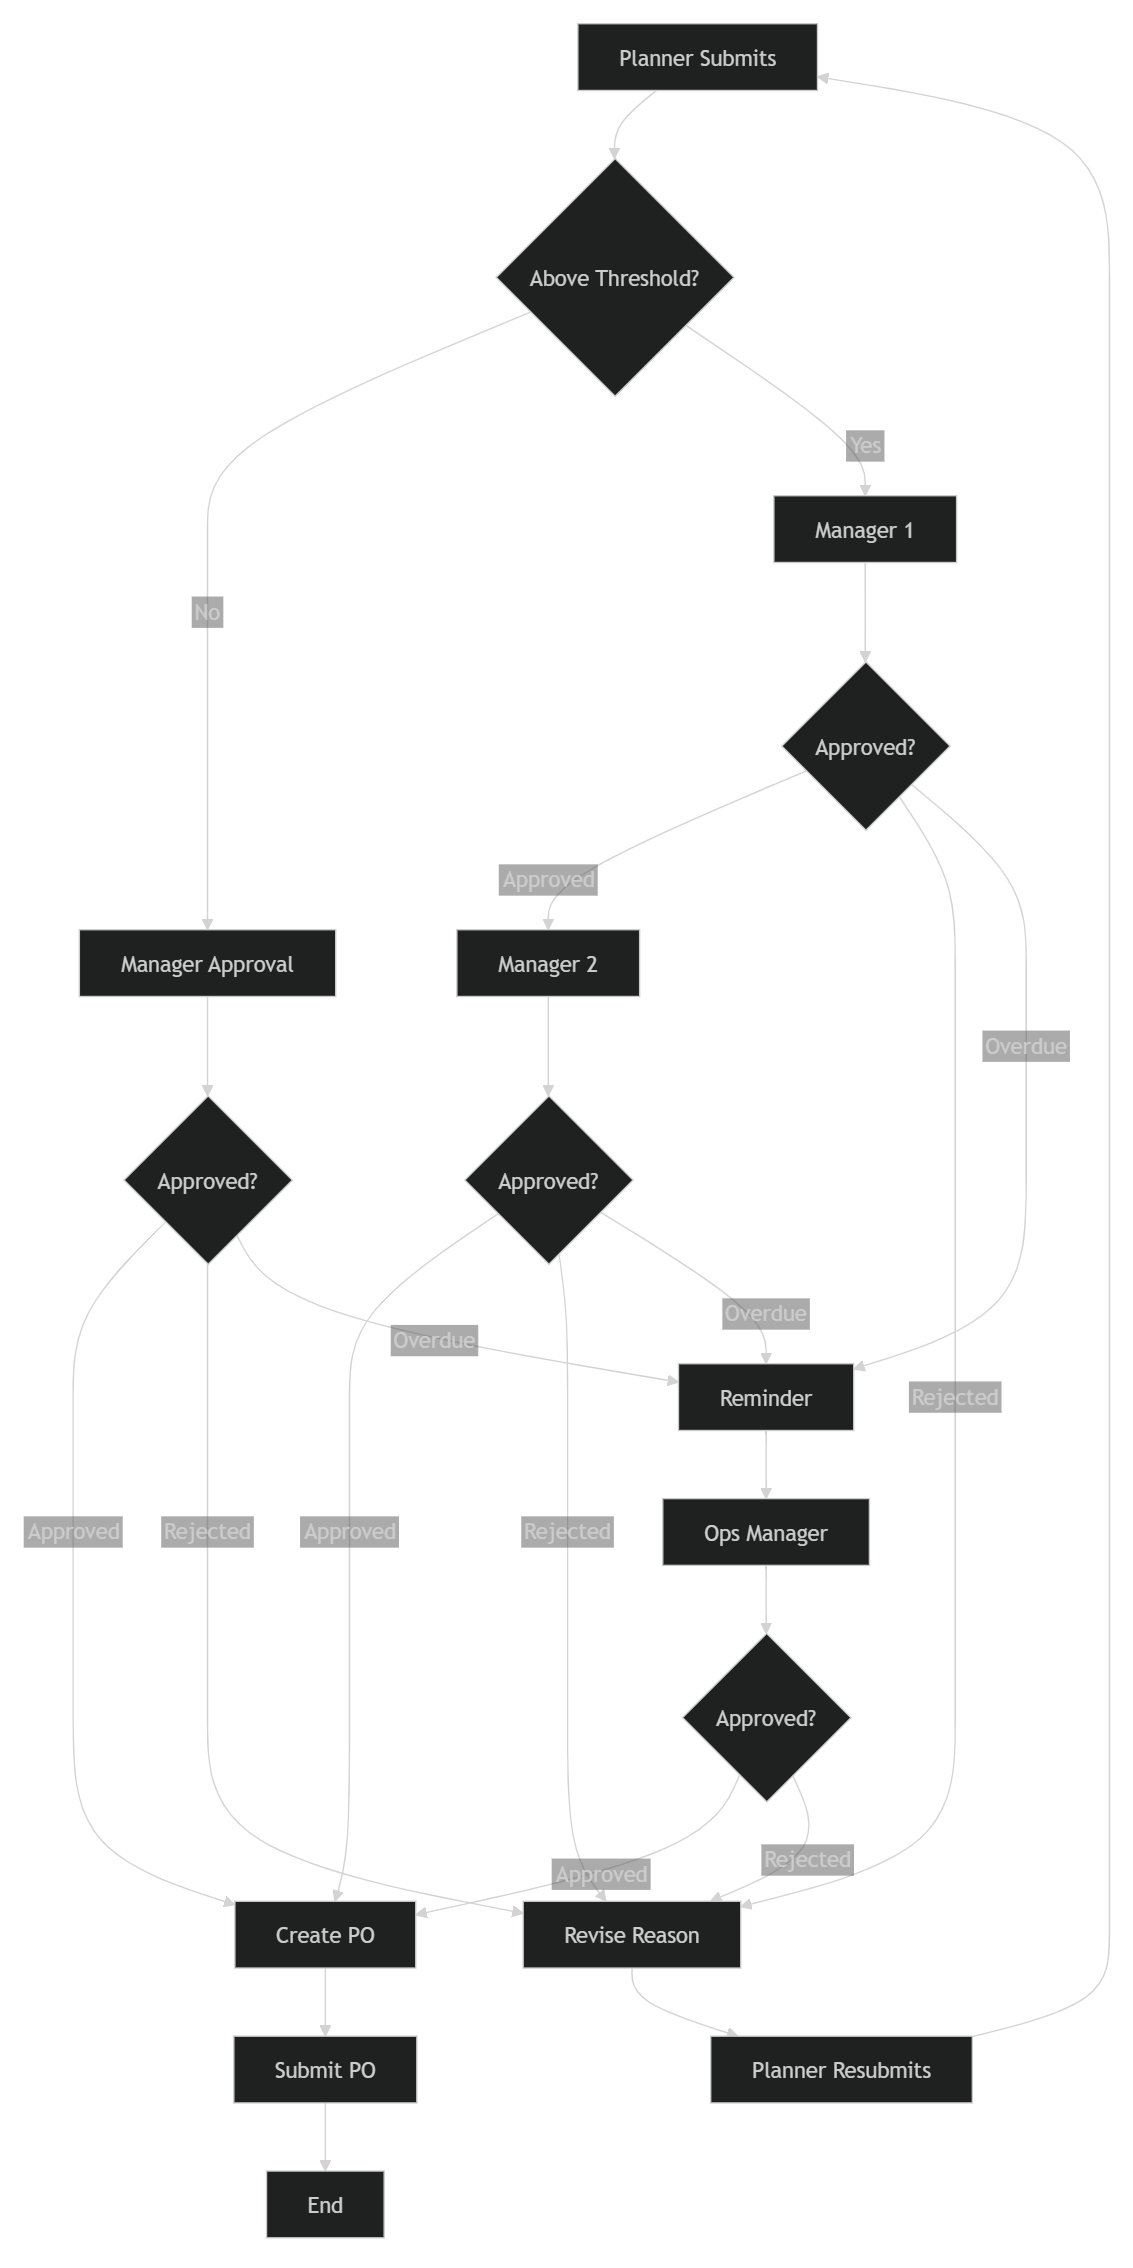 Planner Submits
Above Threshold?
Yes
Manager 1
No
Approved?
Approved
Manager 2
Manager Approval
Overdue
Approved?
Approved?
Overdue
Overdue
Reminder
Rejected
Approved
Rejected
Approved
Rejected
Ops Manager
Approved?
Rejected
Approved
Create PO
Revise Reason
Submit PO
Planner Resubmits
End